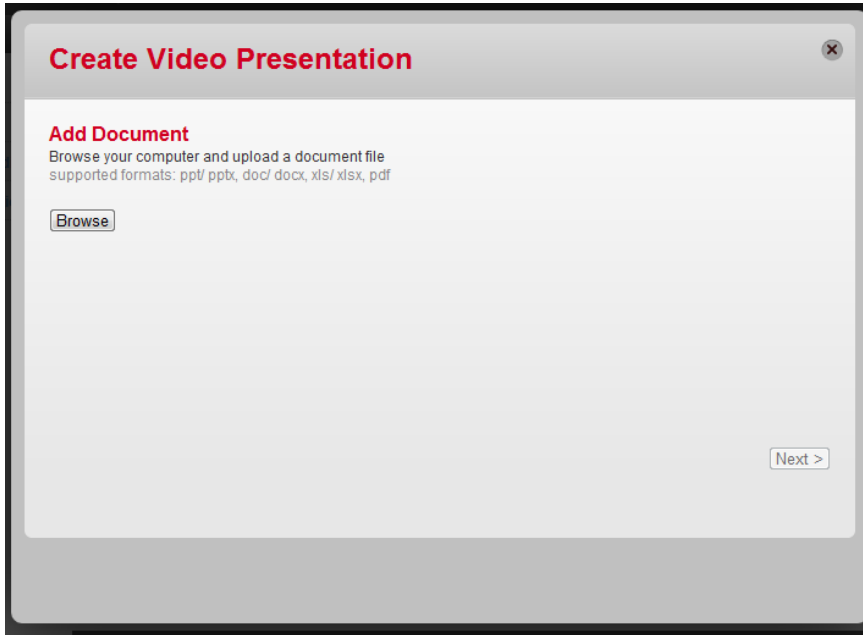 Create Video Presentation
Add Document
Browse your computer and upload a document file
supported formats: ppt/ pptx, doc/ docx, xls/ xlsx, pdf
Browse
Next >